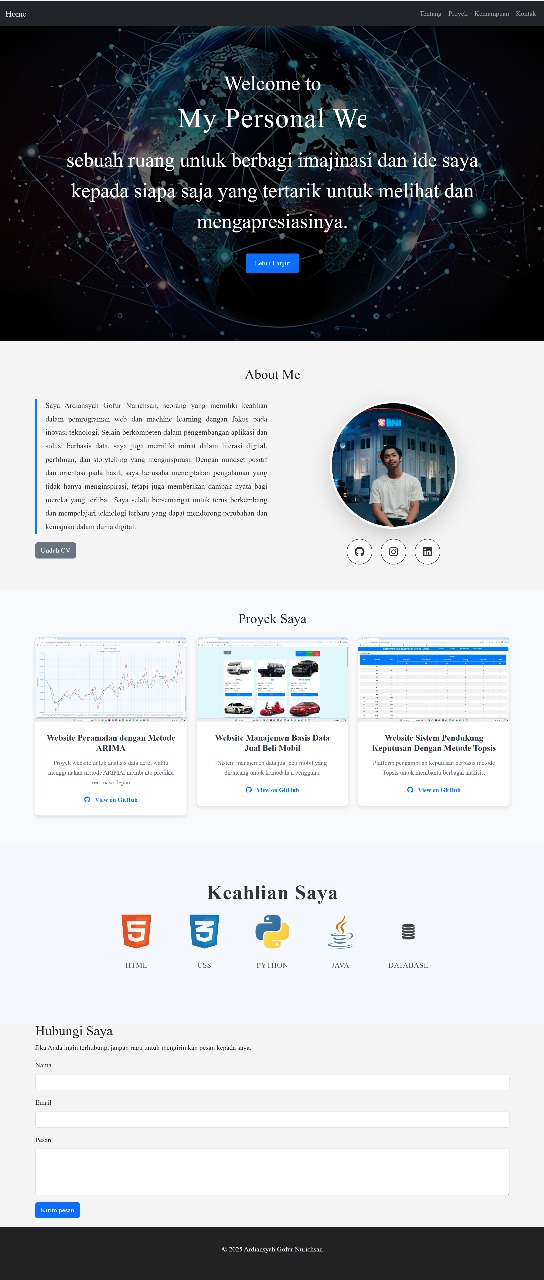 Home
Tentang Proyek Kemampuan Kontak
Welcome to
My Personal We
sebuah ruang untuk berbagi imajinasi dan ide saya
kepada siapa saja yang tertarik untuk melihat dan
mengapresiasinya.
Lebih Lanjut
About Me
Saya Ardiansyah Gofur Nurichsan, seorang yang memiliki keahlian
dalam pemrograman web dan machine learning dengan fokus pada
inovasi teknologi. Selain berkompeten dalam pengembangan aplikasi dan
solusi berbasis data, saya juga memiliki minat dalam literasi digital,
perfilman, dan storytelling yang menginspirasi. Dengan mindset positif
dan orientasi pada hasil, saya berusaha menciptakan pengalaman yang
tidak hanya menginspirasi, tetapi juga memberikan dampak nyata bagi
mereka yang terlibat. Saya selalu bersemangat untuk terus berkembang
dan mempelajari teknologi terbaru yang dapat mendorong perubahan dan
kemajuan dalam dunia digital.
Unduh CV
BNI
Proyek Saya
Website Peramalan dengan Metode
ARIMA
Proyek website untuk analisis data deret waktu
menggunakan metode ARIMA, membantu prediksi
View on GitHub
Website Manajemen Basis Data
Jual Beli Mobil
Sistem manajemen data jual beli mobil yang
dirancang untuk kemudahan pengguna.
View on GitHub
Website Sistem Pendukung
Keputusan Dengan Metode Topsis
Platform pengambilan keputusan berbasis metode
Topsis untuk membantu berbagai analisis.
View on GitHub
Keahlian Saya
HTML
CSS
PYTHON
JAVA
DATABASE
Hubungi Saya
Jika Anda ingin terhubung, jangan ragu untuk mengirimkan pesan kepada saya.
Nama
Email
Pesan
Kirim pesan
© 2025 Ardiansyah Gofur Nurichsan